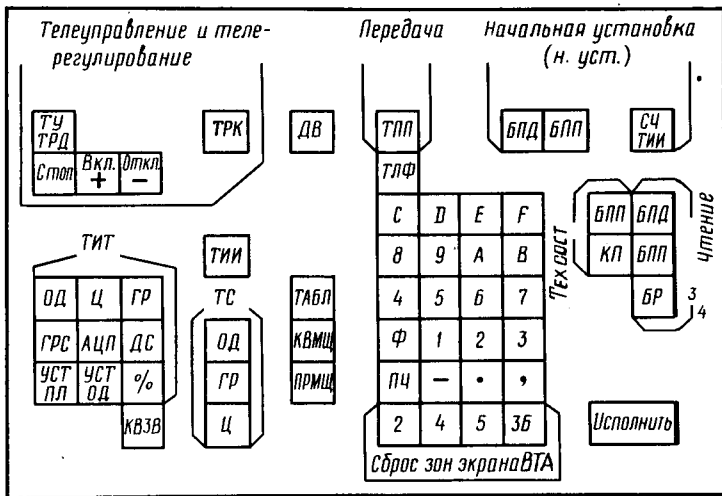 Телеуправление и теле-
регулирование
Передача
Начальная установка
(н. уст.)
ТУ
ТРД
Стоп
Вкл.
+
Откл.
−
ТРК
ДВ
ТПП
ТЛФ
БПД
БПП
СЧ
ТИИ
С D E F
8 9 A B
4 5 6 7
Ф 1 2 3
ПЧ − • ,
2 4 5 3Б
Сброс зон экрана ВТА
Тех сост
БПП
КП
БПД
БПП
БР
Чтение
3
4
ТИТ
ОД Ц ГР
ГРС АЦП ДС
УСТ
ПЛ
УСТ
ОД
%
КВЗВ
ТИИ
ТС
ОД
ГР
Ц
ТАБЛ
КВМЩ
ПРМЩ
Исполнить